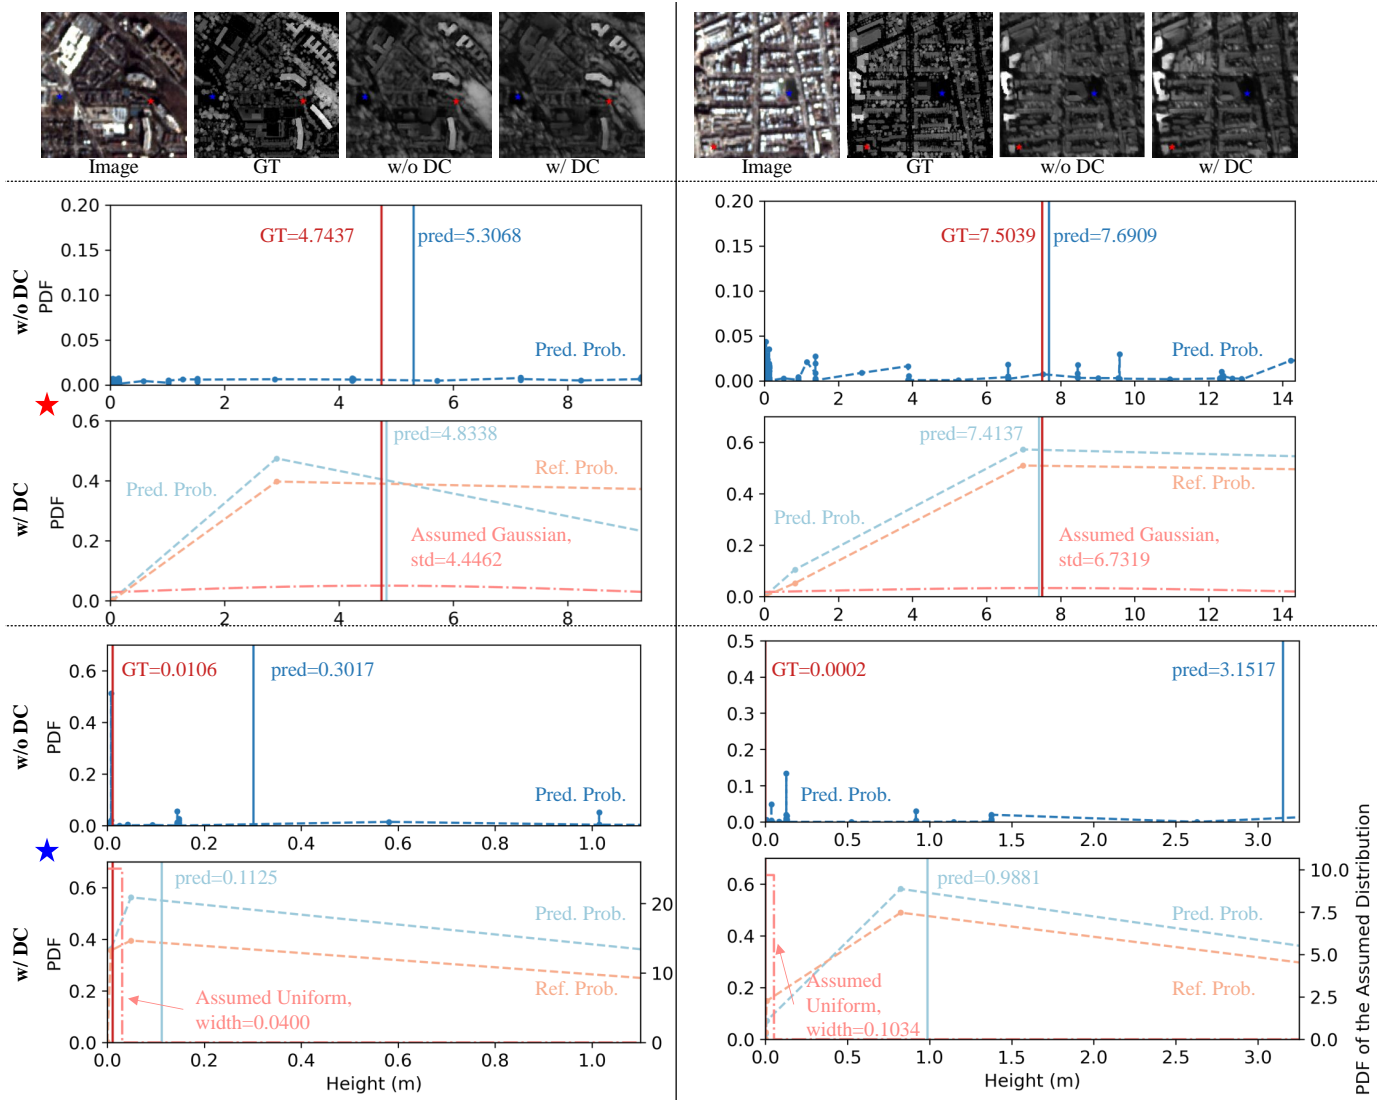 Image GT w/o DC w/ DC
Image GT w/o DC w/ DC
w/o DC
PDF
0.20
0.15
0.10
0.05
0.00
GT=4.7437
pred=5.3068
Pred. Prob.
0 2 4 6 8
0.20
0.15
0.10
0.05
0.00
GT=7.5039
pred=7.6909
Pred. Prob.
0 2 4 6 8 10 12 14
w/ DC
PDF
0.6
0.4
0.2
0.0
pred=4.8338
Ref. Prob.
Pred. Prob.
Assumed Gaussian,
std=4.4462
0 2 4 6 8
0.6
0.4
0.2
0.0
pred=7.4137
Ref. Prob.
Pred. Prob.
Assumed Gaussian,
std=6.7319
0 2 4 6 8 10 12 14
w/o DC
PDF
0.6
0.4
0.2
0.0
GT=0.0106
pred=0.3017
Pred. Prob.
0.0 0.2 0.4 0.6 0.8 1.0
0.5
0.4
0.3
0.2
0.1
0.0
GT=0.0002
pred=3.1517
Pred. Prob.
0.0 0.5 1.0 1.5 2.0 2.5 3.0
w/ DC
PDF
0.6
0.4
0.2
0.0
pred=0.1125
Pred. Prob.
Ref. Prob.
Assumed Uniform,
width=0.0400
20
10
0
0.0 0.2 0.4 0.6 0.8 1.0
Height (m)
0.6
0.4
0.2
0.0
pred=0.9881
Pred. Prob.
Ref. Prob.
Assumed
Uniform,
width=0.1034
10.0
7.5
5.0
2.5
0.0
0.0 0.5 1.0 1.5 2.0 2.5 3.0
Height (m)
PDF of the Assumed Distribution